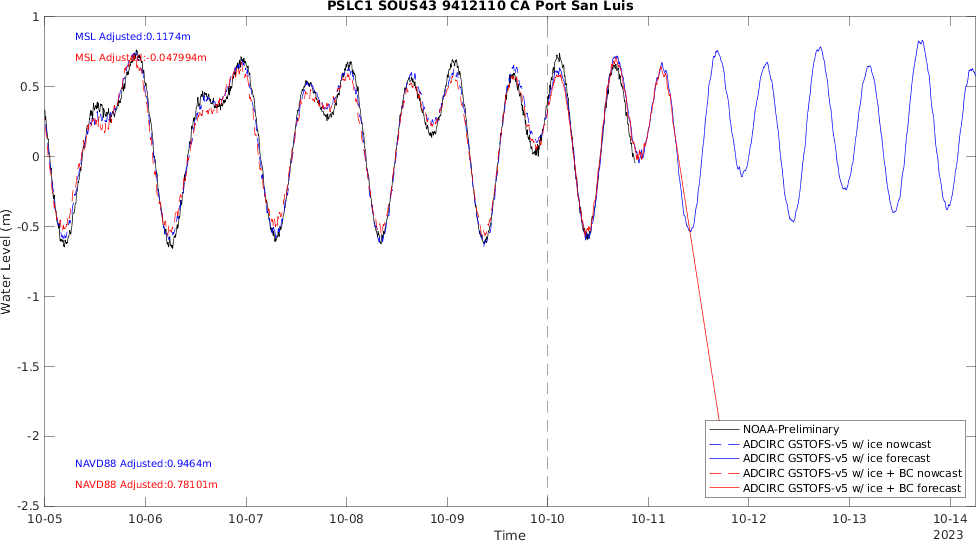 PSLC1 SOUS43 9412110 CA Port San Luis
MSL Adjusted:0.1174m
MSL Adjusted:-0.047994m
NAVD88 Adjusted:0.9464m
NAVD88 Adjusted:0.78101m
Water Level (m)
1
0.5
0
-0.5
-1
-1.5
-2
-2.5
NOAA-Preliminary
ADCIRC GSTOFS-v5 w/ ice nowcast
ADCIRC GSTOFS-v5 w/ ice forecast
ADCIRC GSTOFS-v5 w/ ice + BC nowcast
ADCIRC GSTOFS-v5 w/ ice + BC forecast
10-05 10-06 10-07 10-08 10-09 10-10 10-11 10-12 10-13 10-14
2023
Time